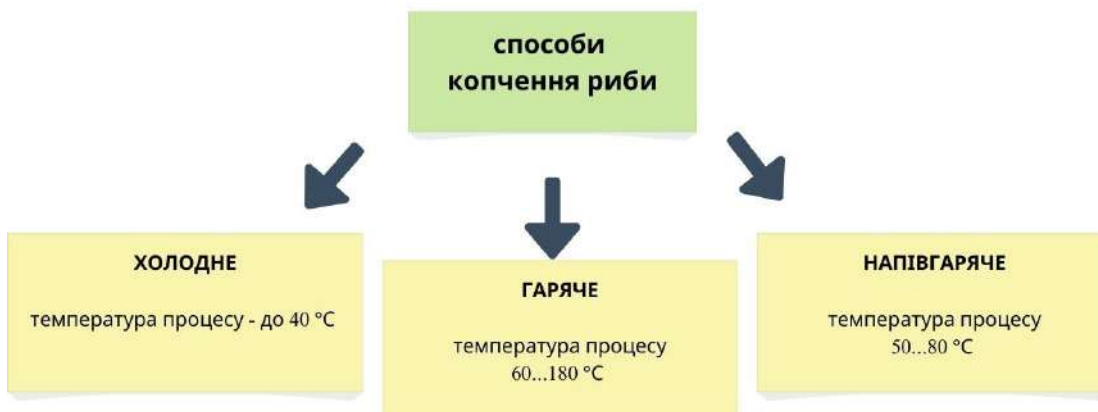 способи
копчення риби
ХОЛОДНЕ
температура процесу - до 40 °C
ГАРЯЧЕ
температура процесу
60...180 °C
НАПІВГАРЯЧЕ
температура процесу
50...80 °C